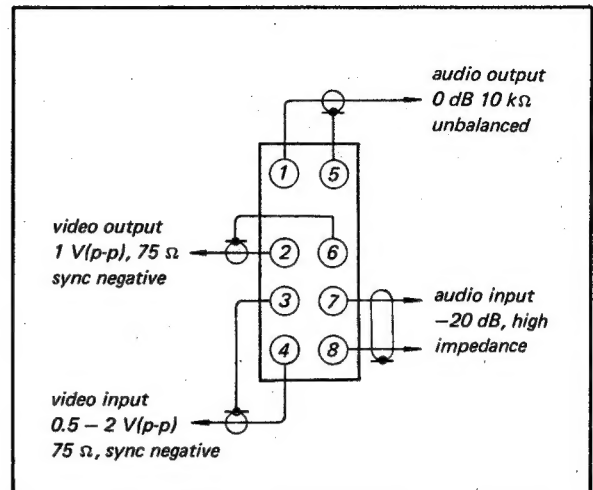 audio output
0 dB 10 kΩ
unbalanced
1 5
video output
1 V(p-p), 75 Ω
sync negative
2 6
3 7
audio input
−20 dB, high
impedance
4 8
video input
0.5 − 2 V(p-p)
75 Ω, sync negative